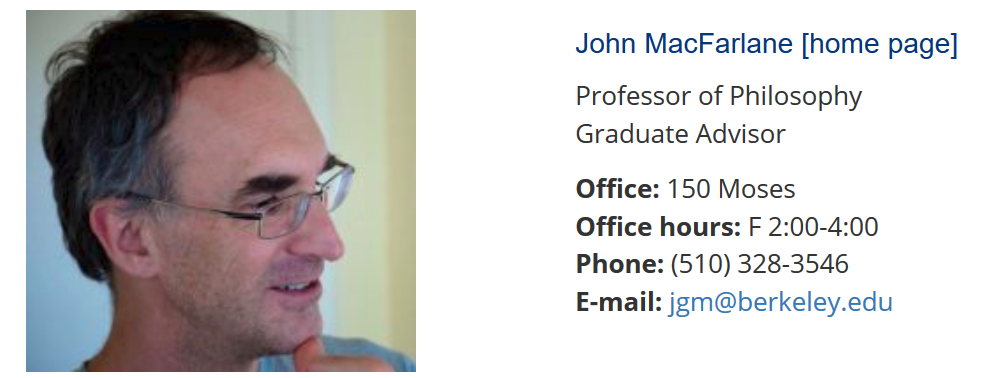 John MacFarlane [home page]
Professor of Philosophy
Graduate Advisor
Office: 150 Moses
Office hours: F 2:00-4:00
Phone: (510) 328-3546
E-mail: jgm@berkeley.edu